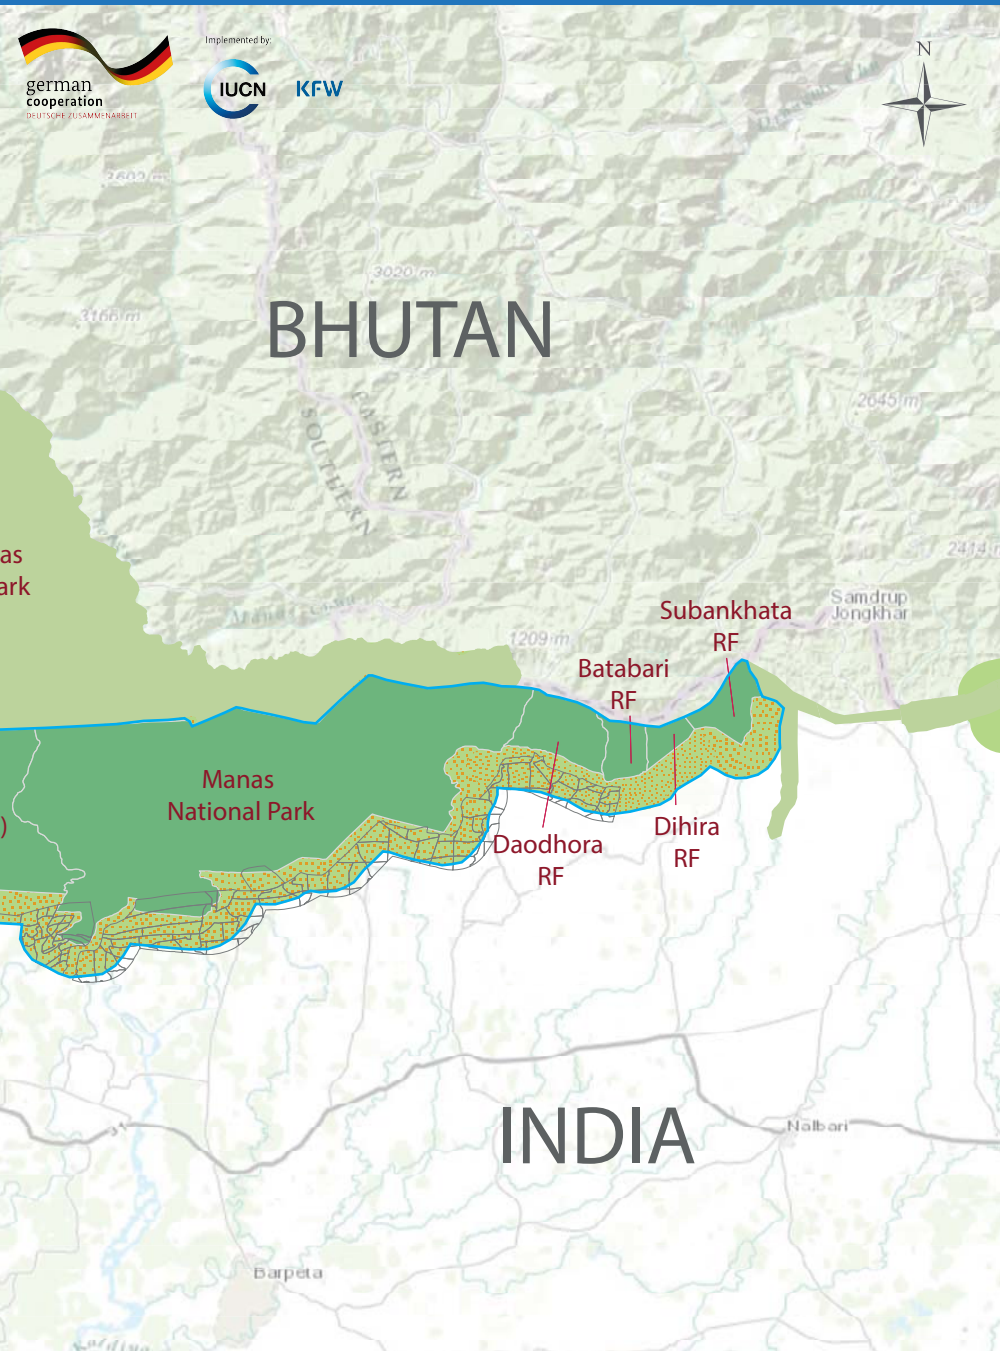 Implemented by:
german
cooperation
DEUTSCHE ZUSAMMENARBEIT
IUCN
KFW
N
2602 m
3020 m
3166 m
BHUTAN
2645 m
EASTERN
SOUTHERN
2414 m
as
ark
Samdrup
Jongkhar
Subankhata
RF
1209 m
Batabari
RF
Manas
National Park
)
Daodhora
RF
Dihira
RF
INDIA
Nalbari
Barpeta